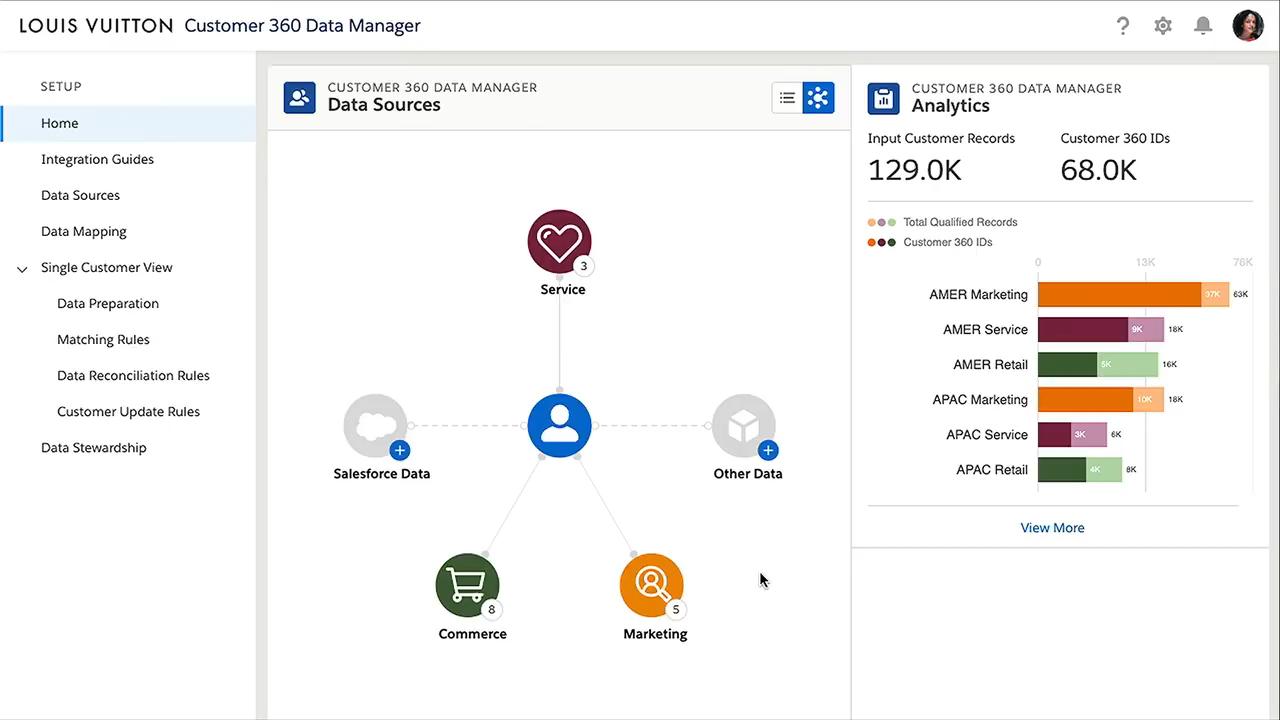 LOUIS VUITTON Customer 360 Data Manager
SETUP
Home
Integration Guides
Data Sources
Data Mapping
Single Customer View
Data Preparation
Matching Rules
Data Reconciliation Rules
Customer Update Rules
Data Stewardship
CUSTOMER 360 DATA MANAGER
Data Sources
3
Service
Salesforce Data
Other Data
8
Commerce
5
Marketing
CUSTOMER 360 DATA MANAGER
Analytics
Input Customer Records Customer 360 IDs
129.0K 68.0K
Total Qualified Records
Customer 360 IDs
0 13K 76K
AMER Marketing 37K 63K
AMER Service 9K 18K
AMER Retail 5K 16K
APAC Marketing 10K 18K
APAC Service 3K 6K
APAC Retail 4K 8K
View More